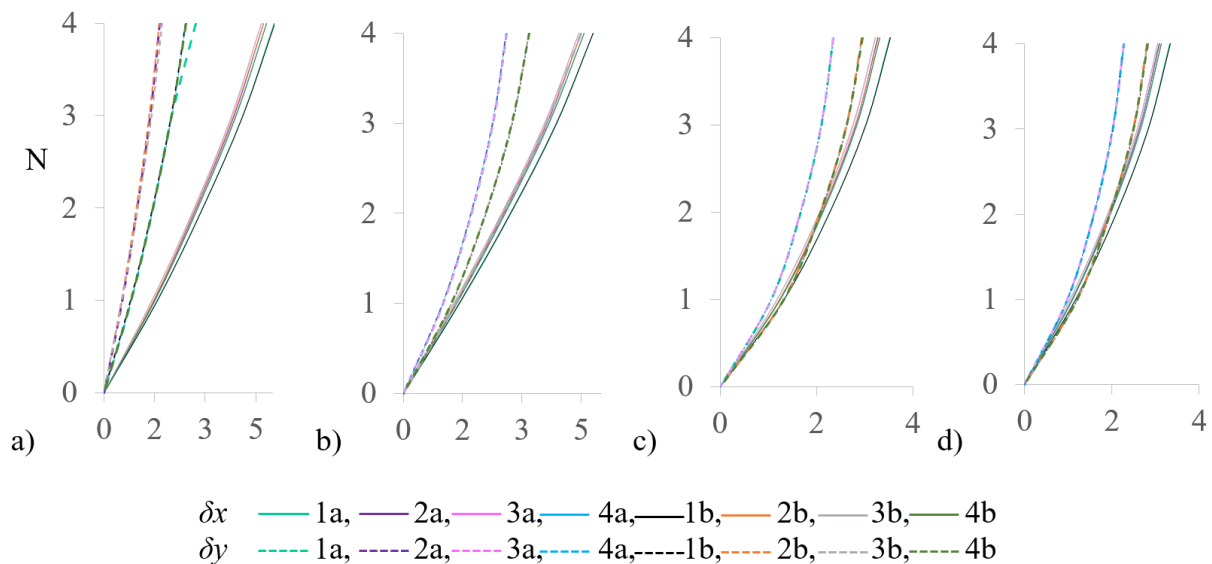 4 4 4 4
3 3 3 3
N
2 2 2 2
1 1 1 1
0 0 0 0
0 2 3 5 0 2 3 5 0 2 4 0 2 4
a) b) c) d)
δx 1a, 2a, 3a, 4a, 1b, 2b, 3b, 4b
δy 1a, 2a, 3a, 4a, 1b, 2b, 3b, 4b